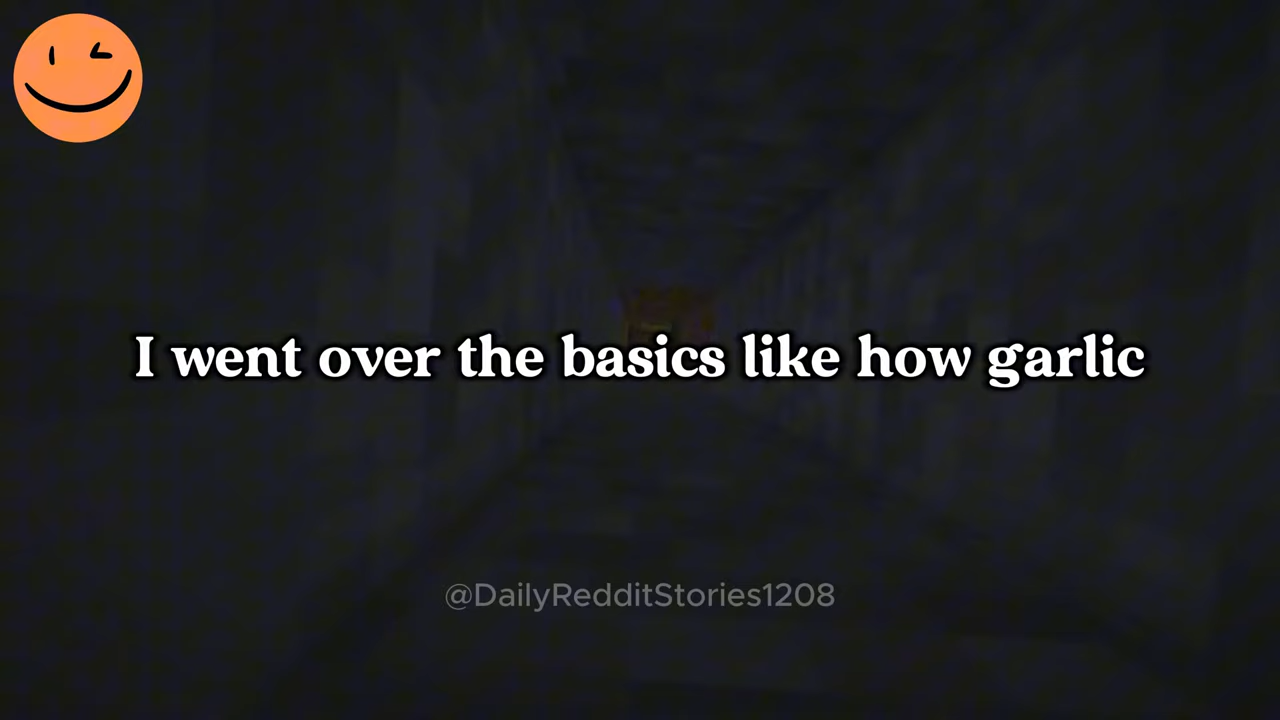 I went over the basics like how garlic
@DailyRedditStories1208